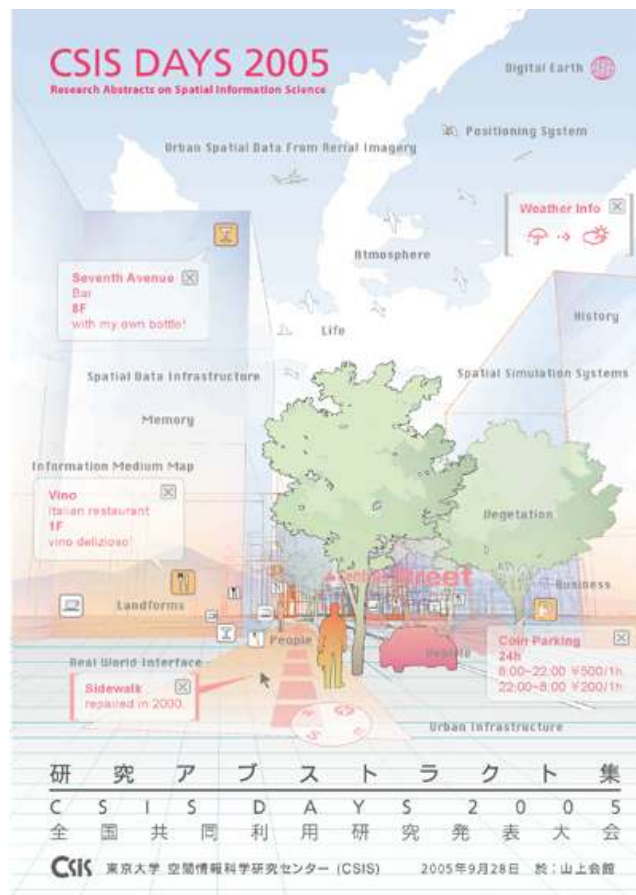 CSIS DAYS 2005
Research Abstracts on Spatial Information Science
Digital Earth
Positioning System
Urban Spatial Data From Aerial Imagery
Weather Info
Atmosphere
Seventh Avenue
Bar
8F
with my own bottle!
History
Life
Spatial Data Infrastructure
Spatial Simulation Systems
Memory
Information Medium Map
Vino
Italian restaurant
1F
vino delizioso!
Vegetation
Street
Business
Landforms
People
Vehicle
Coin Parking
24h
8:00~22:00 ¥500/1h
22:00~8:00 ¥200/1h
Real World Interface
Sidewalk
repaired in 2000.
Urban Infrastructure
研究アブストラクト集
CSIS DAYS 2005
全国共同利用研究発表大会
CSIS 東京大学 空間情報科学研究センター (CSIS) 2005年9月28日 於:山上会館